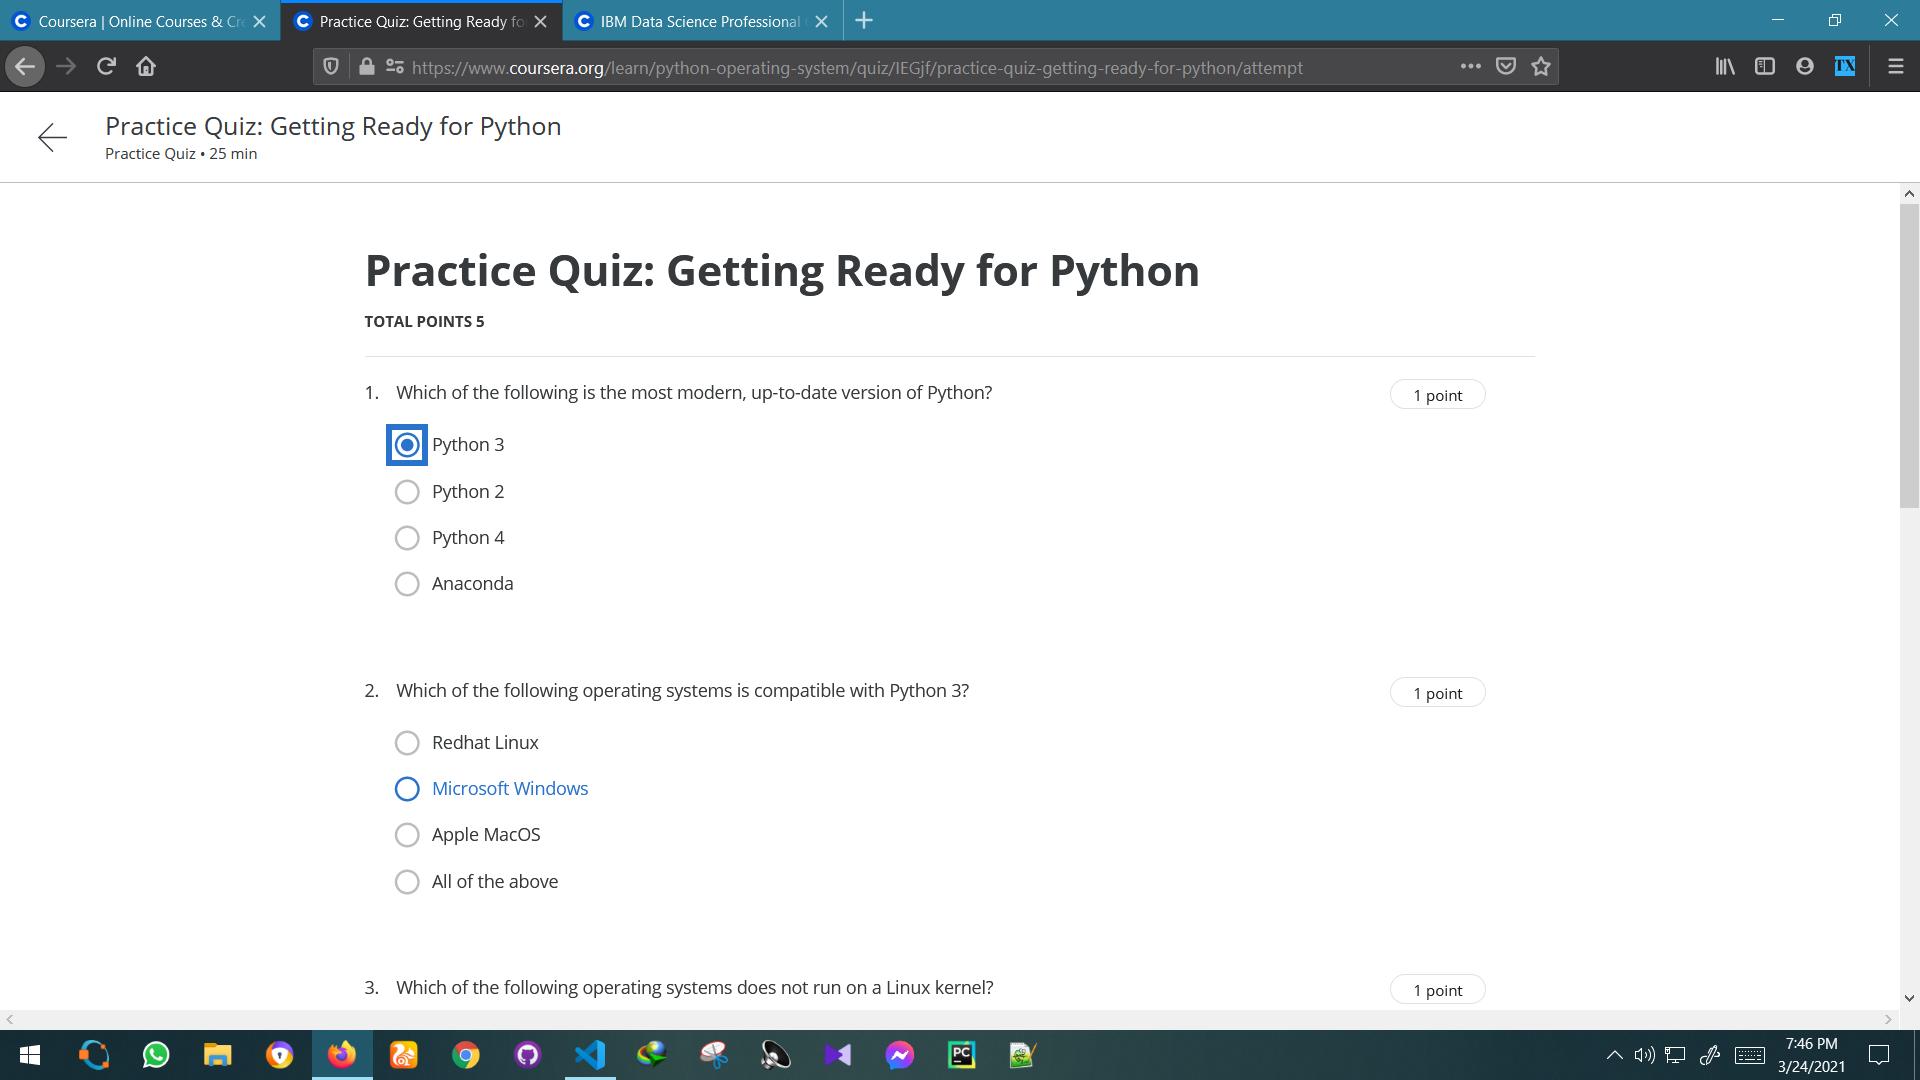 Coursera | Online Courses & Cre
Practice Quiz: Getting Ready fo
IBM Data Science Professional
https://www.coursera.org/learn/python-operating-system/quiz/IEGjf/practice-quiz-getting-ready-for-python/attempt
TX
Practice Quiz: Getting Ready for Python
Practice Quiz • 25 min
Practice Quiz: Getting Ready for Python
TOTAL POINTS 5
1. Which of the following is the most modern, up-to-date version of Python?
1 point
Python 3
Python 2
Python 4
Anaconda
2. Which of the following operating systems is compatible with Python 3?
1 point
Redhat Linux
Microsoft Windows
Apple MacOS
All of the above
3. Which of the following operating systems does not run on a Linux kernel?
1 point
PC
7:46 PM
3/24/2021